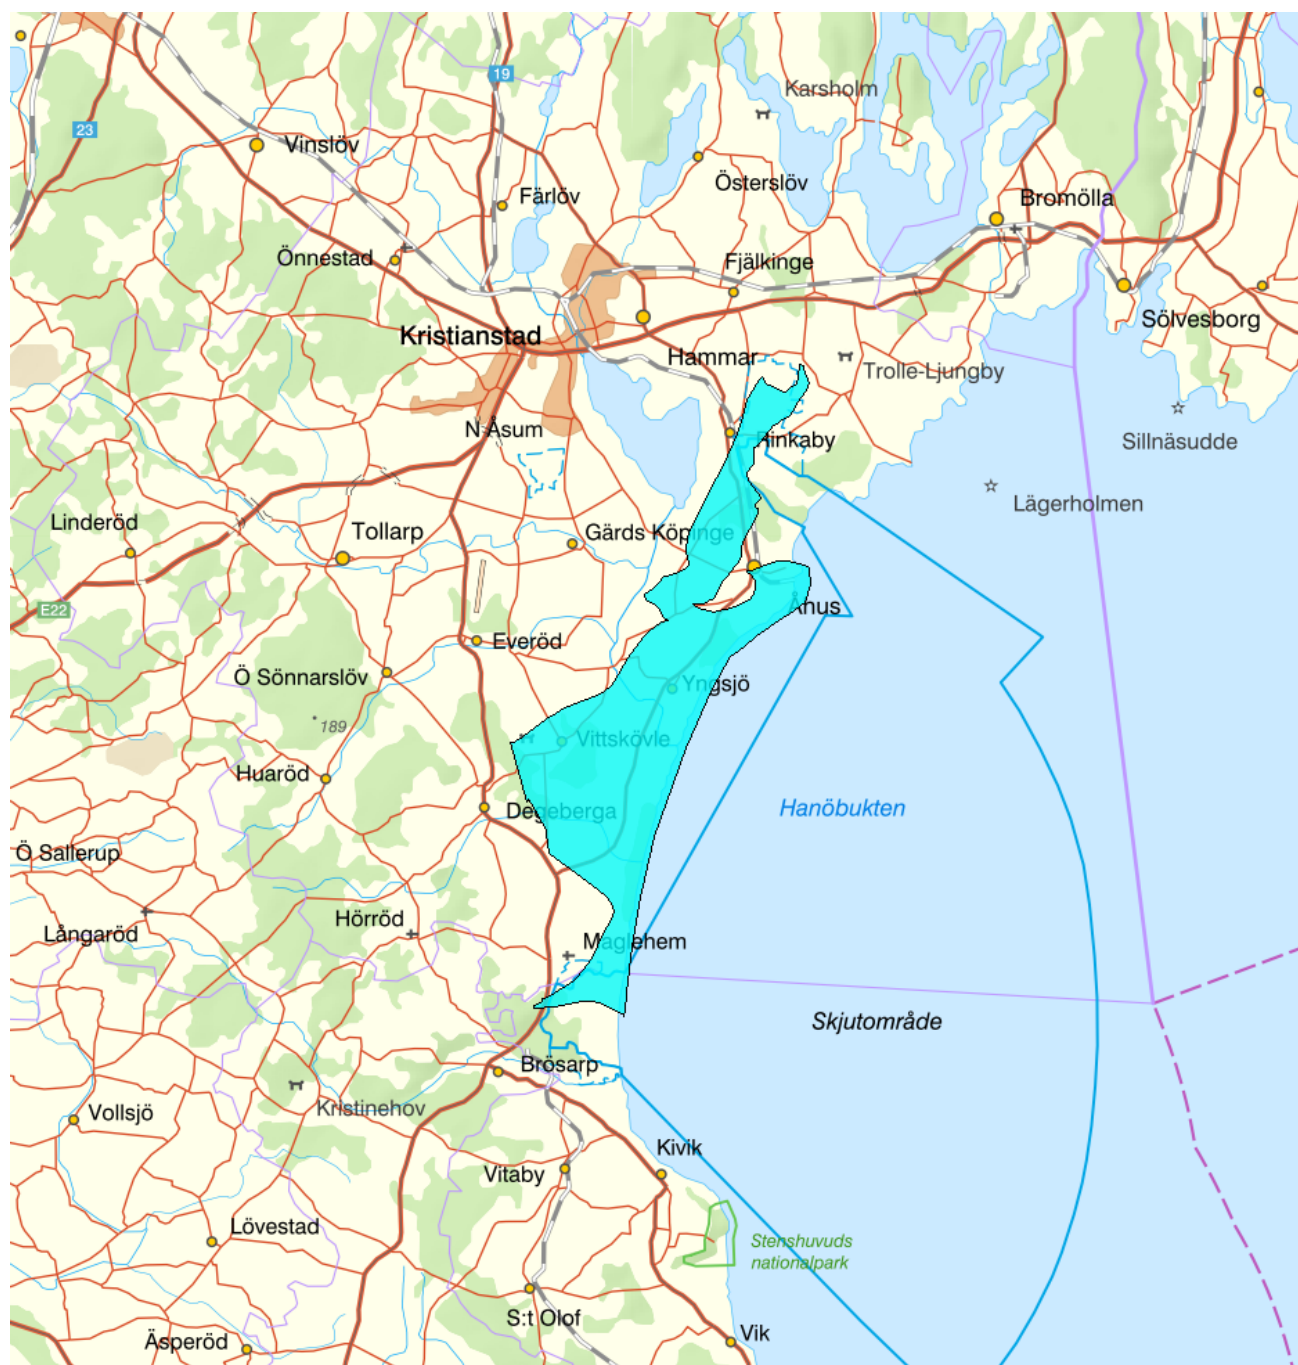 19
Karsholm
23
Vinslöv
Österslöv
Färlöv
Bromölla
Önnestad
Fjälkinge
Sölvesborg
Kristianstad
Hammar
Trolle-Ljungby
N Åsum
Rinkaby
Sillnäsudde
Lägerholmen
Linderöd
Tollarp
Gärds Köpinge
E22
Åhus
Everöd
Ö Sönnarslöv
Yngsjö
189
Vittskövle
Huaröd
Degeberga
Hanöbukten
Ö Sallerup
Hörröd
Långaröd
Maglehem
Skjutområde
Brösarp
Kristinehov
Vollsjö
Kivik
Vitaby
Lövestad
Stenshuvuds
nationalpark
S:t Olof
Vik
Äsperöd